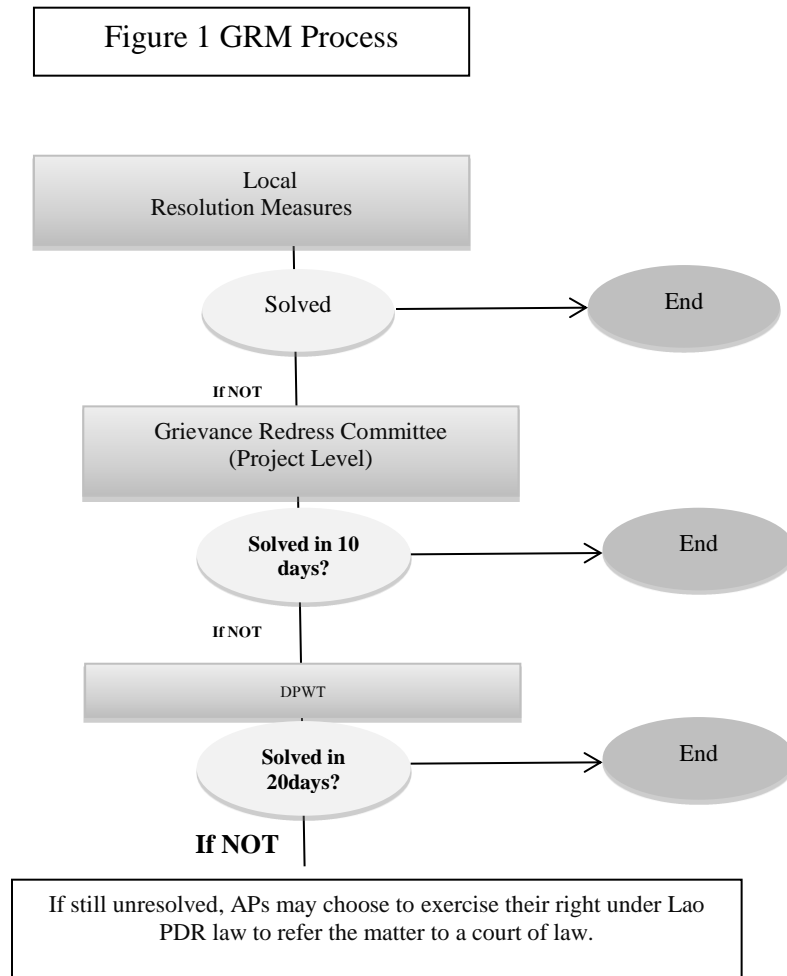 Figure 1 GRM Process
Local
Resolution Measures
Solved
End
If NOT
Grievance Redress Committee
(Project Level)
Solved in 10
days?
End
If NOT
DPWT
Solved in
20days?
End
If NOT
If still unresolved, APs may choose to exercise their right under Lao
PDR law to refer the matter to a court of law.